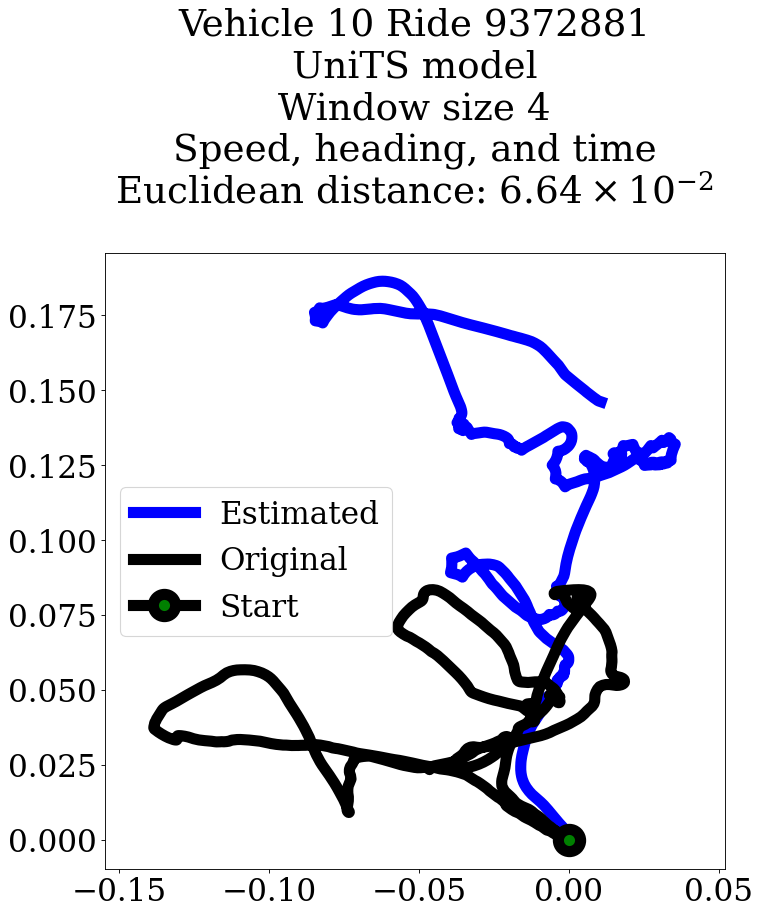 Vehicle 10 Ride 9372881
UniTS model
Window size 4
Speed, heading, and time
Euclidean distance: 6.64 × 10⁻²
0.175
0.150
0.125
0.100
0.075
0.050
0.025
0.000
Estimated
Original
Start
−0.15 −0.10 −0.05 0.00 0.05